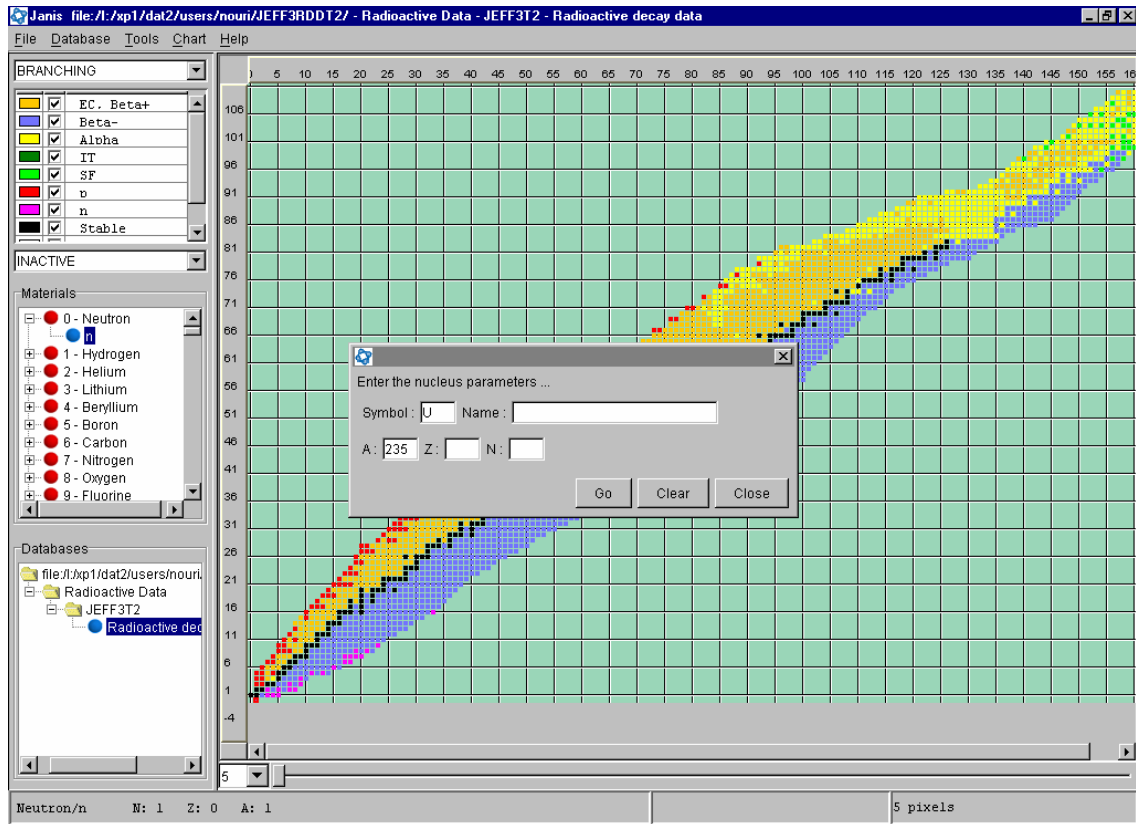 Janis file:/I:/xp1/dat2/users/nouri/JEFF3RDDT2/ - Radioactive Data - JEFF3T2 - Radioactive decay data
File Database Tools Chart Help
BRANCHING
EC. Beta+
Beta-
Alpha
IT
SF
p
n
Stable
INACTIVE
Materials
0 - Neutron
n
1 - Hydrogen
2 - Helium
3 - Lithium
4 - Beryllium
5 - Boron
6 - Carbon
7 - Nitrogen
8 - Oxygen
9 - Fluorine
Databases
file:/I:/xp1/dat2/users/nouri.
Radioactive Data
JEFF3T2
Radioactive dec
5 10 15 20 25 30 35 40 45 50 55 60 65 70 75 80 85 90 95 100 105 110 115 120 125 130 135 140 145 150 155 16
106
101
96
91
86
81
76
71
66
61
56
51
46
41
36
31
26
21
16
11
6
1
-4
Enter the nucleus parameters ...
Symbol : U Name :
A : 235 Z : N :
Go Clear Close
5
Neutron/n N: 1 Z: 0 A: 1
5 pixels